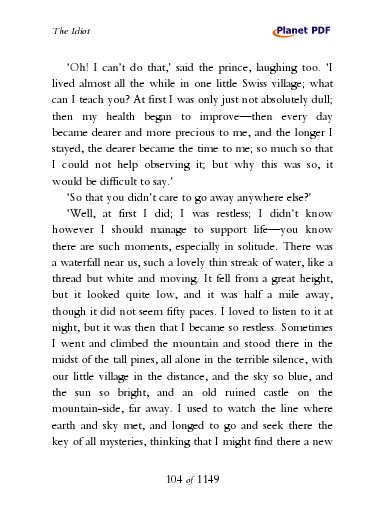 The Idiot
Planet PDF
‘Oh! I can’t do that,’ said the prince, laughing too. ‘I
lived almost all the while in one little Swiss village; what
can I teach you? At first I was only just not absolutely dull;
then my health began to improve—then every day
became dearer and more precious to me, and the longer I
stayed, the dearer became the time to me; so much so that
I could not help observing it; but why this was so, it
would be difficult to say.’
‘So that you didn’t care to go away anywhere else?’
‘Well, at first I did; I was restless; I didn’t know
however I should manage to support life—you know
there are such moments, especially in solitude. There was
a waterfall near us, such a lovely thin streak of water, like a
thread but white and moving. It fell from a great height,
but it looked quite low, and it was half a mile away,
though it did not seem fifty paces. I loved to listen to it at
night, but it was then that I became so restless. Sometimes
I went and climbed the mountain and stood there in the
midst of the tall pines, all alone in the terrible silence, with
our little village in the distance, and the sky so blue, and
the sun so bright, and an old ruined castle on the
mountain-side, far away. I used to watch the line where
earth and sky met, and longed to go and seek there the
key of all mysteries, thinking that I might find there a new
104 of 1149